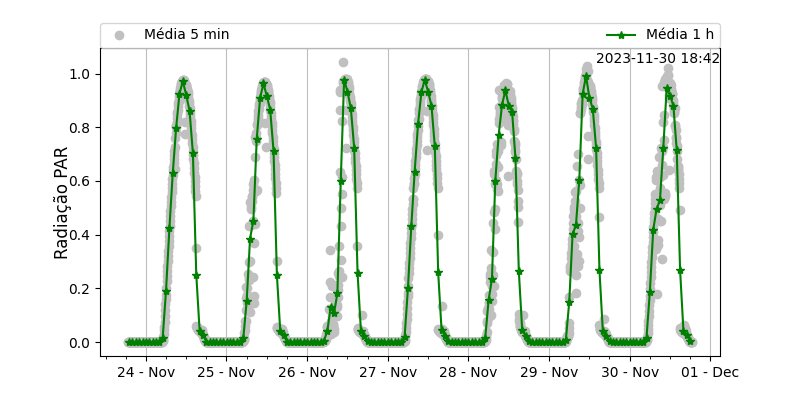 Média 5 min
Média 1 h
2023-11-30 18:42
Radiação PAR
1.0
0.8
0.6
0.4
0.2
0.0
24 - Nov
25 - Nov
26 - Nov
27 - Nov
28 - Nov
29 - Nov
30 - Nov
01 - Dec